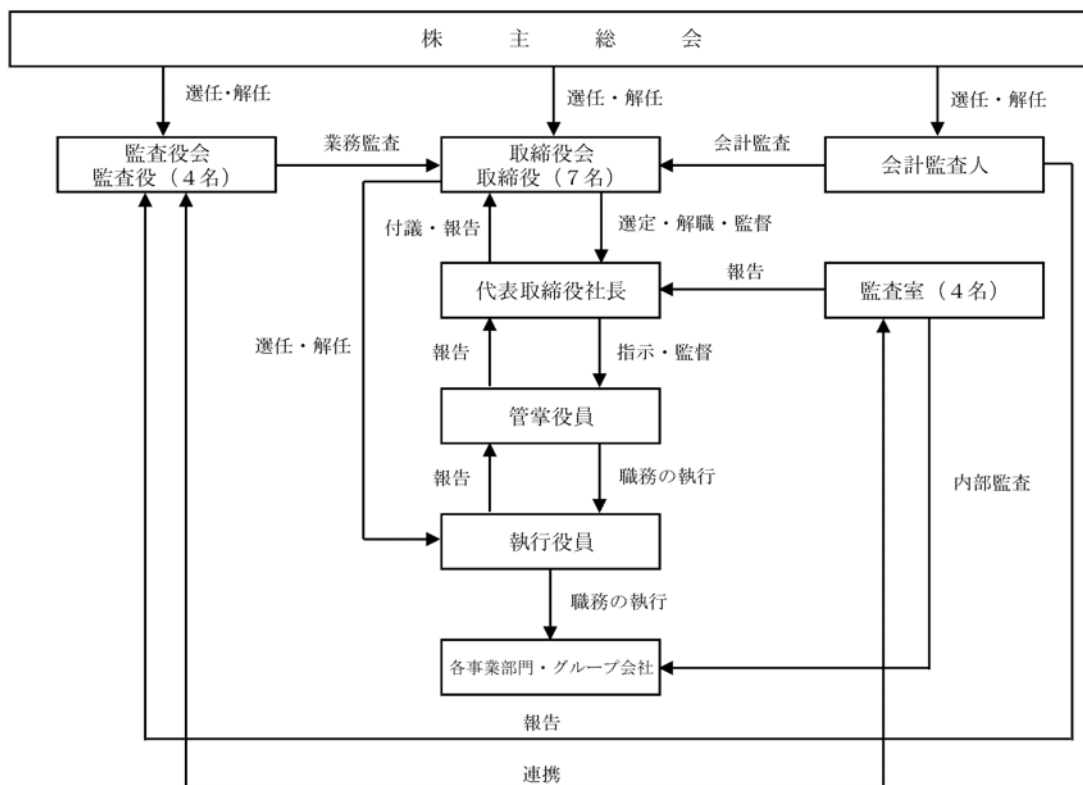 株主総会
選任・解任
選任・解任
選任・解任
監査役会
監査役（４名）
業務監査
取締役会
取締役（７名）
会計監査
会計監査人
付議・報告
選定・解職・監督
代表取締役社長
報告
監査室（４名）
選任・解任
報告
指示・監督
管掌役員
報告
職務の執行
内部監査
執行役員
職務の執行
各事業部門・グループ会社
報告
連携